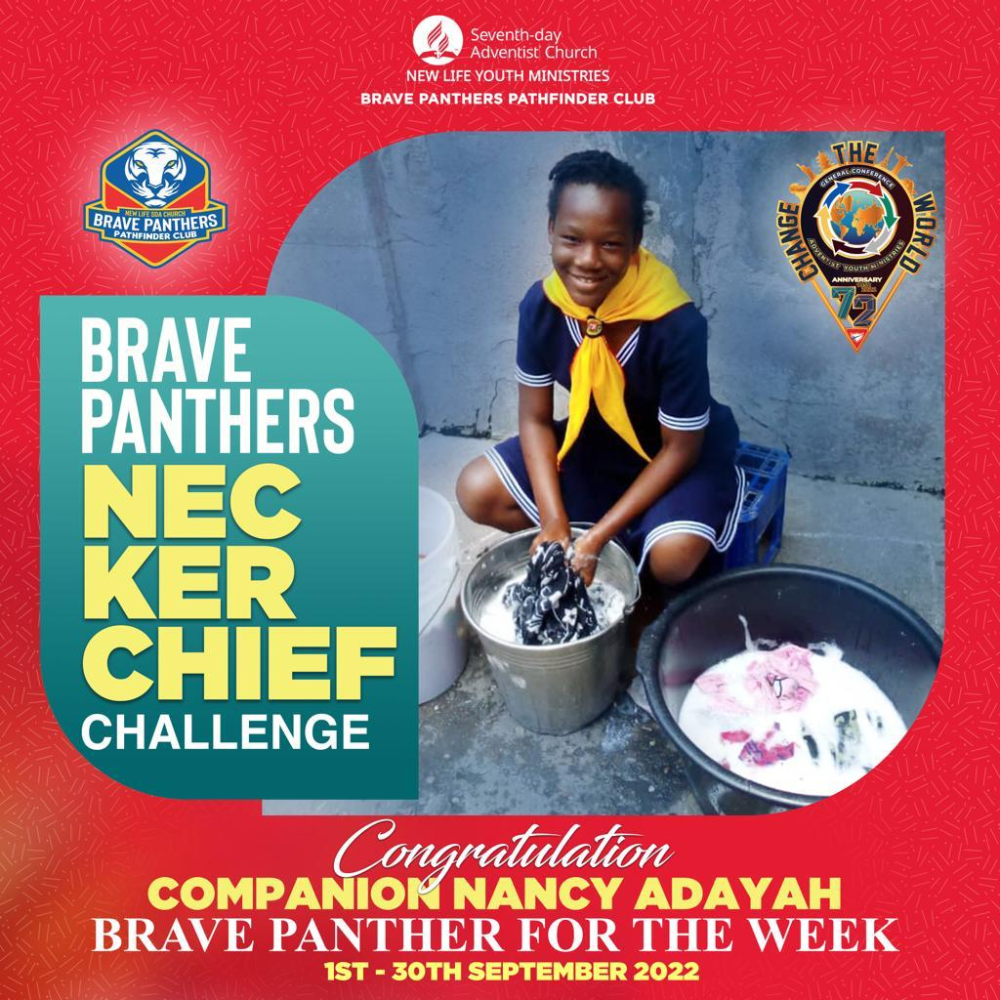 Seventh-day
Adventist Church
NEW LIFE YOUTH MINISTRIES
BRAVE PANTHERS PATHFINDER CLUB
NEW LIFE SDA CHURCH
BRAVE PANTHERS
PATHFINDER CLUB
CHANGE THE WORLD
GENERAL CONFERENCE
ADVENTIST YOUTH MINISTRIES
ANNIVERSARY
72
BRAVE
PANTHERS
NEC
KER
CHIEF
CHALLENGE
Congratulation
COMPANION NANCY ADAYAH
BRAVE PANTHER FOR THE WEEK
1ST - 30TH SEPTEMBER 2022